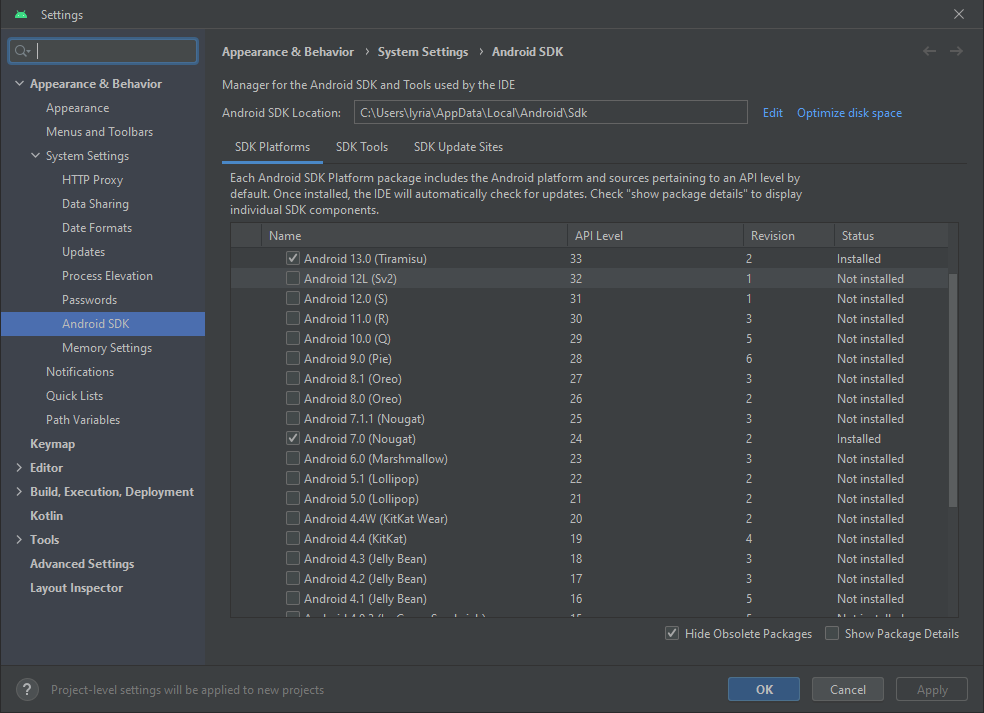 Settings
Appearance & Behavior › System Settings › Android SDK
Manager for the Android SDK and Tools used by the IDE
Android SDK Location: C:\Users\lyria\AppData\Local\Android\Sdk Edit Optimize disk space
SDK Platforms SDK Tools SDK Update Sites
Each Android SDK Platform package includes the Android platform and sources pertaining to an API level by
default. Once installed, the IDE will automatically check for updates. Check "show package details" to display
individual SDK components.
Appearance & Behavior
Appearance
Menus and Toolbars
System Settings
HTTP Proxy
Data Sharing
Date Formats
Updates
Process Elevation
Passwords
Android SDK
Memory Settings
Notifications
Quick Lists
Path Variables
Keymap
Editor
Build, Execution, Deployment
Kotlin
Tools
Advanced Settings
Layout Inspector
Name API Level Revision Status
Android 13.0 (Tiramisu) 33 2 Installed
Android 12L (Sv2) 32 1 Not installed
Android 12.0 (S) 31 1 Not installed
Android 11.0 (R) 30 3 Not installed
Android 10.0 (Q) 29 5 Not installed
Android 9.0 (Pie) 28 6 Not installed
Android 8.1 (Oreo) 27 3 Not installed
Android 8.0 (Oreo) 26 2 Not installed
Android 7.1.1 (Nougat) 25 3 Not installed
Android 7.0 (Nougat) 24 2 Installed
Android 6.0 (Marshmallow) 23 3 Not installed
Android 5.1 (Lollipop) 22 2 Not installed
Android 5.0 (Lollipop) 21 2 Not installed
Android 4.4W (KitKat Wear) 20 2 Not installed
Android 4.4 (KitKat) 19 4 Not installed
Android 4.3 (Jelly Bean) 18 3 Not installed
Android 4.2 (Jelly Bean) 17 3 Not installed
Android 4.1 (Jelly Bean) 16 5 Not installed
Hide Obsolete Packages Show Package Details
? Project-level settings will be applied to new projects
OK Cancel Apply